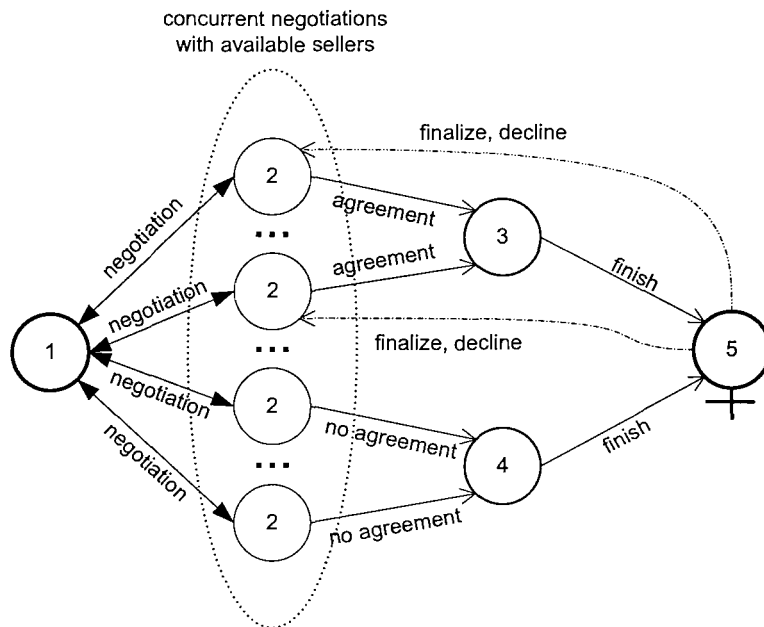 concurrent negotiations
with available sellers
finalize, decline
2
agreement
negotiation
...
3
agreement
negotiation
2
finish
...
finalize, decline
1
5
negotiation
2
no agreement
finish
negotiation
...
4
2
no agreement